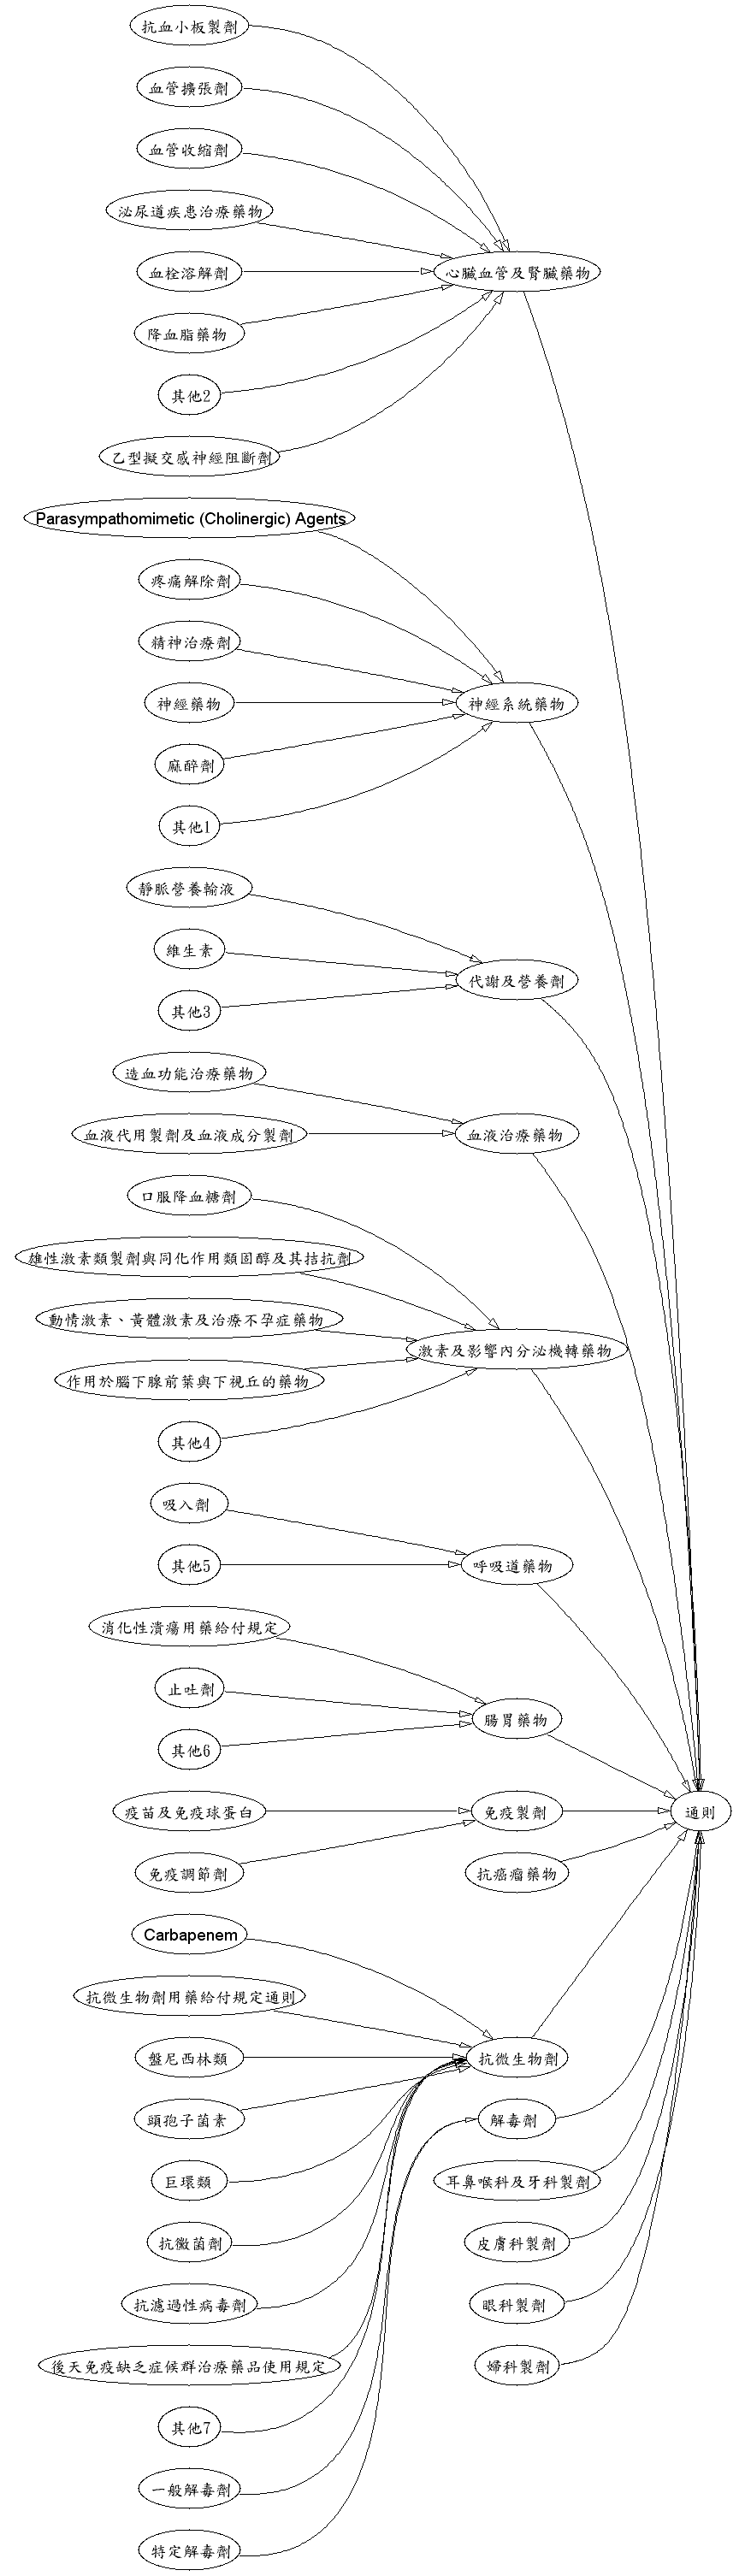 抗血小板製劑
血管擴張劑
血管收縮劑
泌尿道疾患治療藥物
血栓溶解劑
心臟血管及腎臟藥物
降血脂藥物
其他2
乙型擬交感神經阻斷劑
Parasympathomimetic (Cholinergic) Agents
疼痛解除劑
精神治療劑
神經藥物
神經系統藥物
麻醉劑
其他1
靜脈營養輸液
維生素
代謝及營養劑
其他3
造血功能治療藥物
血液代用製劑及血液成分製劑
血液治療藥物
口服降血糖劑
雄性激素類製劑與同化作用類固醇及其拮抗劑
動情激素、黃體激素及治療不孕症藥物
激素及影響內分泌機轉藥物
作用於腦下腺前葉與下視丘的藥物
其他4
吸入劑
其他5
呼吸道藥物
消化性潰瘍用藥給付規定
止吐劑
腸胃藥物
其他6
疫苗及免疫球蛋白
免疫製劑
通則
免疫調節劑
抗癌瘤藥物
Carbapenem
抗微生物劑用藥給付規定通則
盤尼西林類
抗微生物劑
頭孢子菌素
解毒劑
巨環類
耳鼻喉科及牙科製劑
抗黴菌劑
皮膚科製劑
抗濾過性病毒劑
眼科製劑
後天免疫缺乏症候群治療藥品使用規定
婦科製劑
其他7
一般解毒劑
特定解毒劑